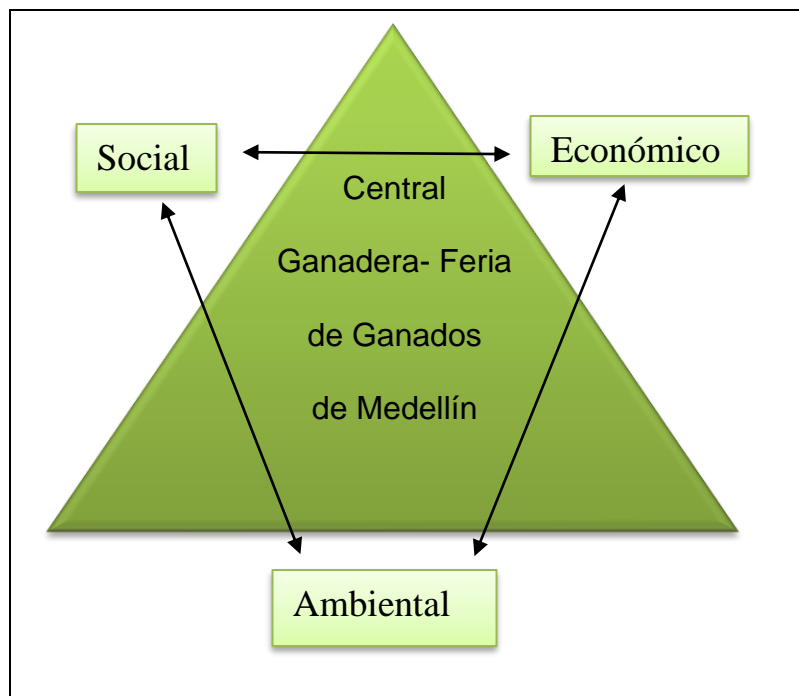 Social
Económico
Central
Ganadera- Feria
de Ganados
de Medellín
Ambiental